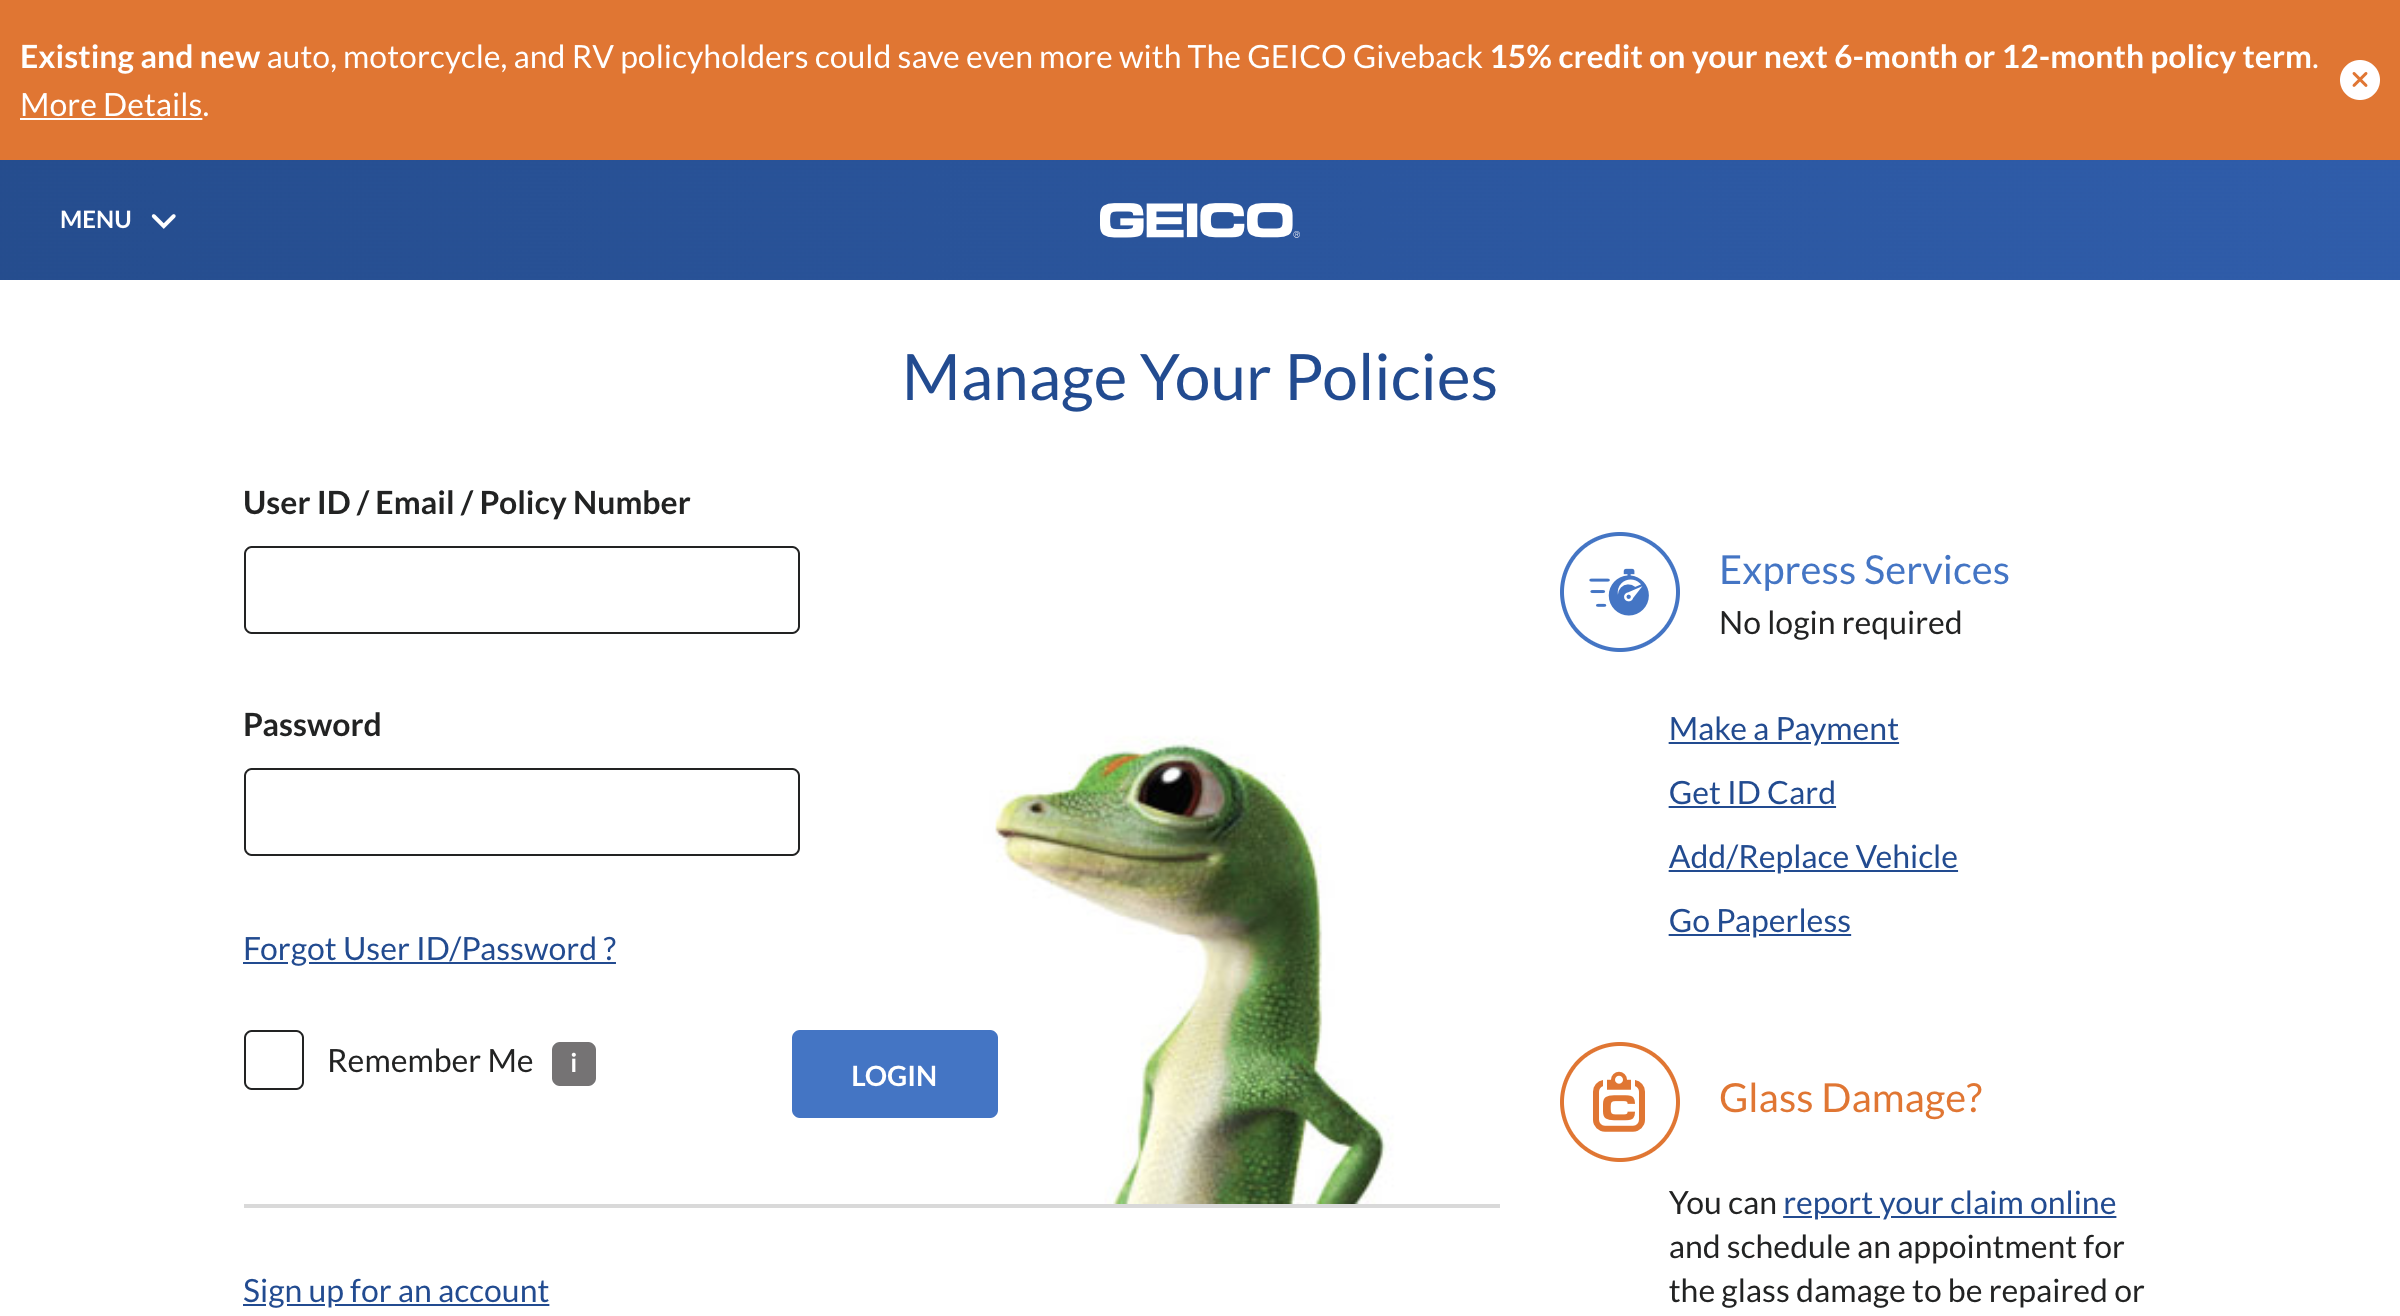 Existing and new auto, motorcycle, and RV policyholders could save even more with The GEICO Giveback 15% credit on your next 6-month or 12-month policy term.
More Details.
MENU
GEICO®
Manage Your Policies
User ID / Email / Policy Number
Password
Forgot User ID/Password ?
Remember Me i
LOGIN
Sign up for an account
Express Services
No login required
Make a Payment
Get ID Card
Add/Replace Vehicle
Go Paperless
C
Glass Damage?
You can report your claim online
and schedule an appointment for
the glass damage to be repaired or